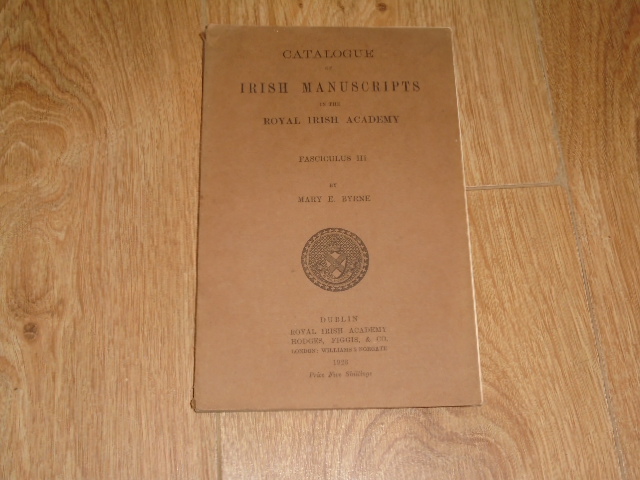 CATALOGUE
OF
IRISH MANUSCRIPTS
IN THE
ROYAL IRISH ACADEMY
FASCICULUS III
BY
MARY E. BYRNE
DUBLIN
ROYAL IRISH ACADEMY
HODGES, FIGGIS, & CO.
LONDON: WILLIAMS & NORGATE
Price Five Shillings